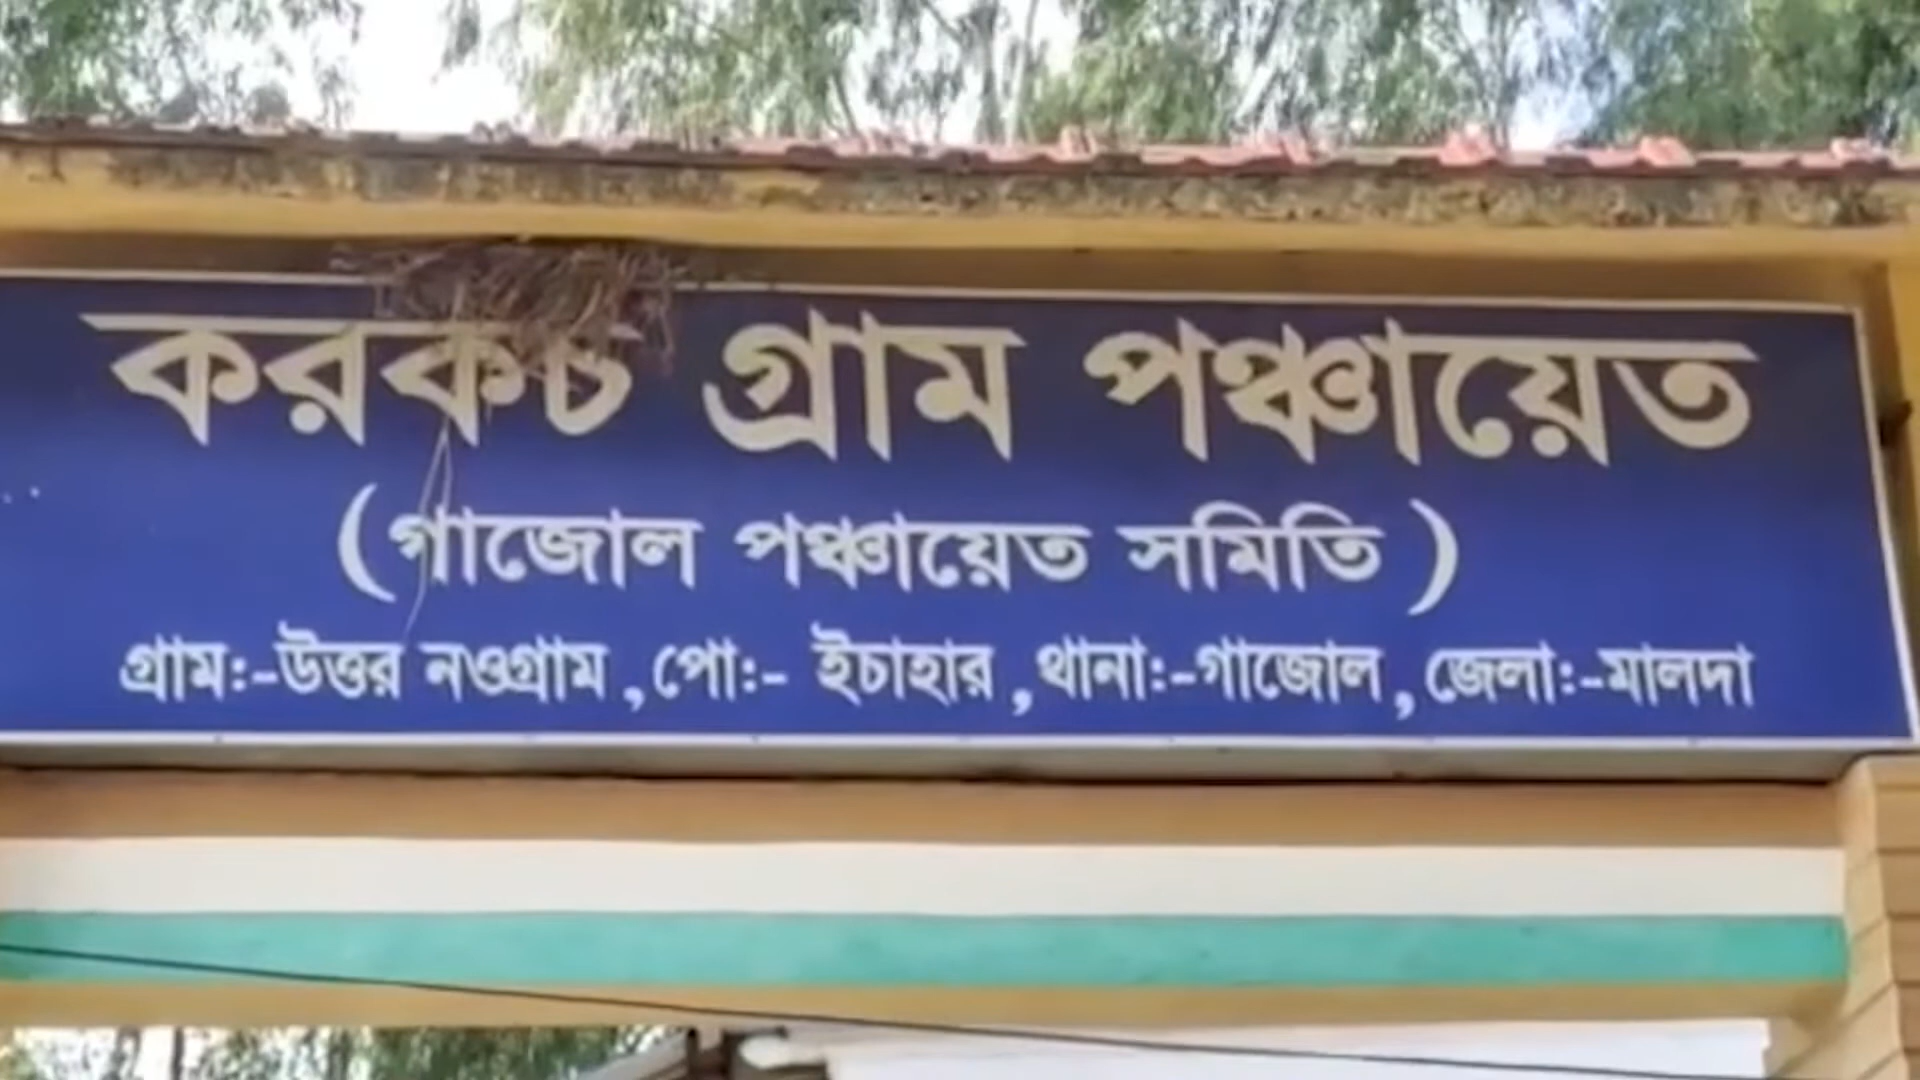 করকচ গ্রাম পঞ্চায়েত
(গাজোল পঞ্চায়েত সমিতি)
গ্রাম:-উত্তর নওগ্রাম, পো:- ইচাহার, থানা:-গাজোল, জেলা:-মালদা